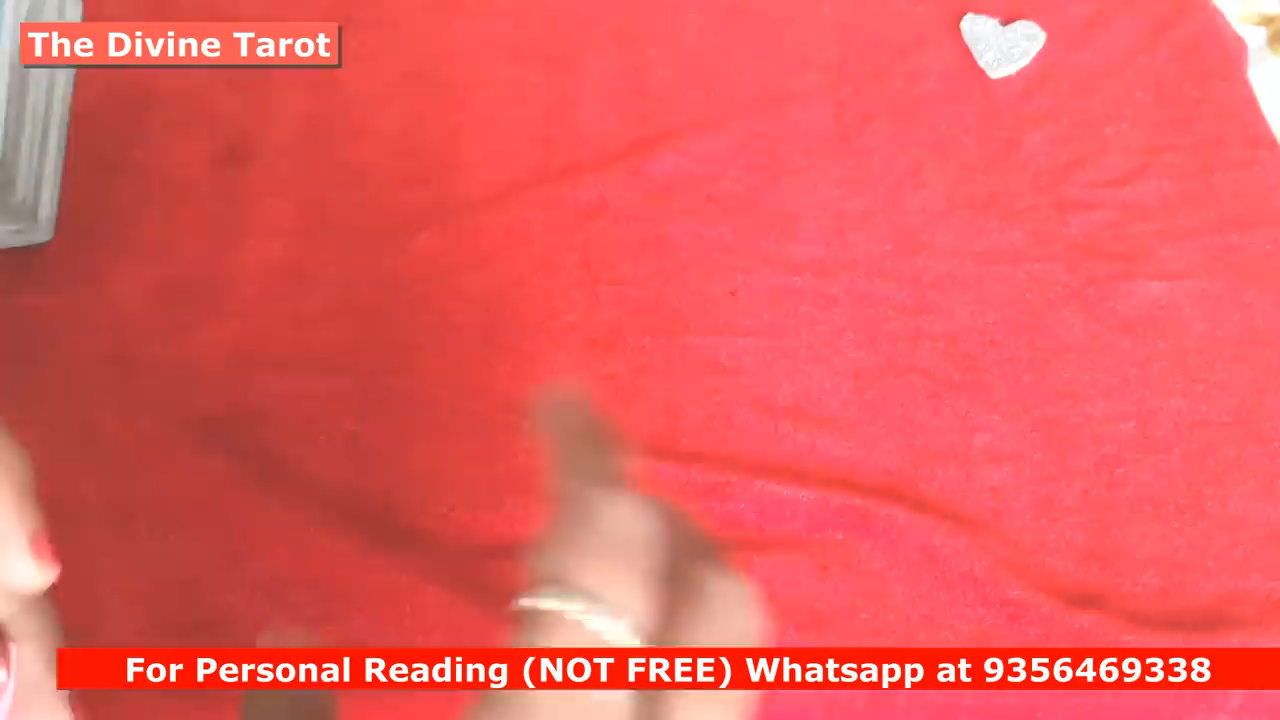 The Divine Tarot
For Personal Reading (NOT FREE) Whatsapp at 9356469338